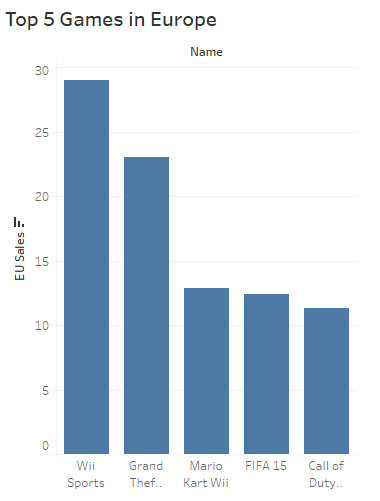 Top 5 Games in Europe
Name
30
25
20
15
10
5
0
EU Sales
Wii
Sports
Grand
Thef..
Mario
Kart Wii
FIFA 15
Call of
Duty..